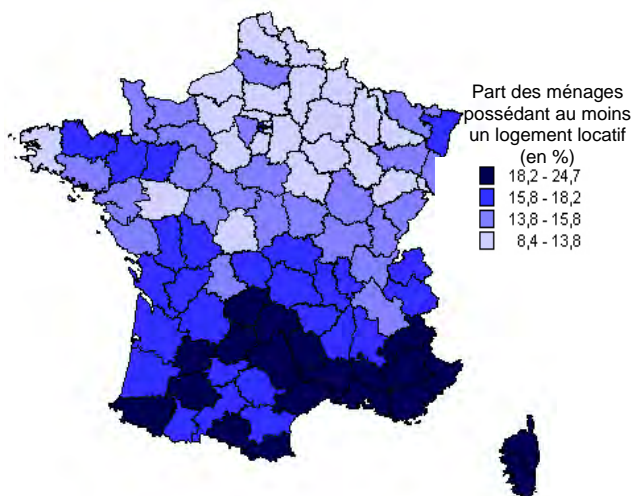 Part des ménages
possédant au moins
un logement locatif
(en %)
18,2 - 24,7
15,8 - 18,2
13,8 - 15,8
8,4 - 13,8